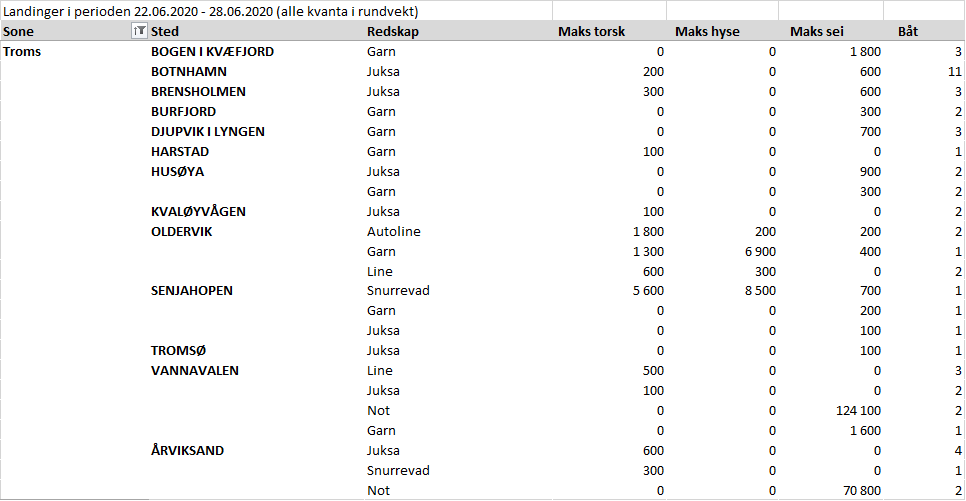 Landinger i perioden 22.06.2020 - 28.06.2020 (alle kvanta i rundvekt)
Sone Sted Redskap Maks torsk Maks hyse Maks sei Båt
Troms BOGEN I KVÆFJORD Garn 0 0 1 800 3
BOTNHAMN Juksa 200 0 600 11
BRENSHOLMEN Juksa 300 0 600 3
BURFJORD Garn 0 0 300 2
DJUPVIK I LYNGEN Garn 0 0 700 3
HARSTAD Garn 100 0 0 1
HUSØYA Juksa 0 0 900 2
Garn 0 0 300 2
KVALØYVÅGEN Juksa 100 0 0 2
OLDERVIK Autoline 1 800 200 200 2
Garn 1 300 6 900 400 1
Line 600 300 0 2
SENJAHOPEN Snurrevad 5 600 8 500 700 1
Garn 0 0 200 1
Juksa 0 0 100 1
TROMSØ Juksa 0 0 100 1
VANNAVALEN Line 500 0 0 3
Juksa 100 0 0 2
Not 0 0 124 100 2
Garn 0 0 1 600 1
ÅRVIKSAND Juksa 600 0 0 4
Snurrevad 300 0 0 1
Not 0 0 70 800 2